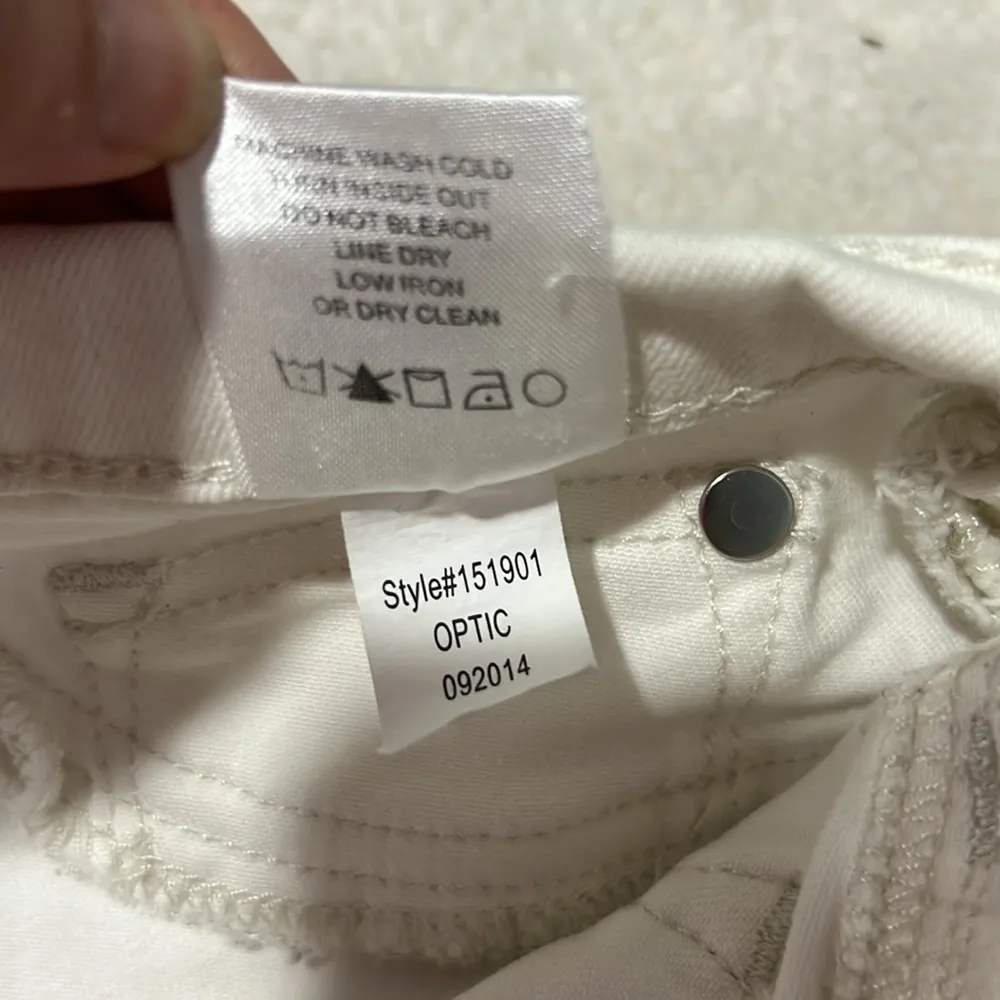 MACHINE WASH COLD
TURN INSIDE OUT
DO NOT BLEACH
LINE DRY
LOW IRON
OR DRY CLEAN
Style#151901
OPTIC
092014